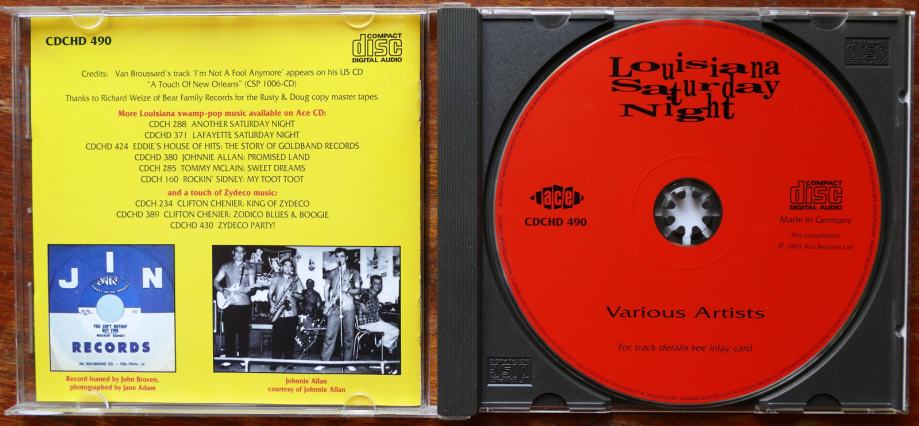 CDCHD 490
COMPACT
disc
DIGITAL AUDIO
Credits: Van Broussard's track 'I'm Not A Fool Anymore' appears on his US CD
"A Touch Of New Orleans" (CSP 1006-CD)
Thanks to Richard Weize of Bear Family Records for the Rusty & Doug copy master tapes.
More Louisiana swamp-pop music available on Ace CD:
CDCH 288 ANOTHER SATURDAY NIGHT
CDCHD 371 LAFAYETTE SATURDAY NIGHT
CDCHD 424 EDDIE'S HOUSE OF HITS: THE STORY OF GOLDBAND RECORDS
CDCHD 380 JOHNNIE ALLAN: PROMISED LAND
CDCH 285 TOMMY MCLAIN: SWEET DREAMS
CDCH 160 ROCKIN' SIDNEY: MY TOOT TOOT
and a touch of Zydeco music:
CDCH 234 CLIFTON CHENIER: KING OF ZYDECO
CDCHD 389 CLIFTON CHENIER: ZODICO BLUES & BOOGIE
CDCHD 430 ZYDECO PARTY!
JIN
YOU AIN'T NOTHIN'
BUT FINE
ROCKIN' SIDNEY
RECORDS
Record loaned by John Broven,
photographed by Jane Adam
Johnnie Allan
courtesy of Johnnie Allan
Louisiana
Saturday
Night
ace
CDCHD 490
COMPACT
disc
DIGITAL AUDIO
Made In Germany
This compilation
℗ 1993 Ace Records Ltd
Various Artists
For track details see inlay card